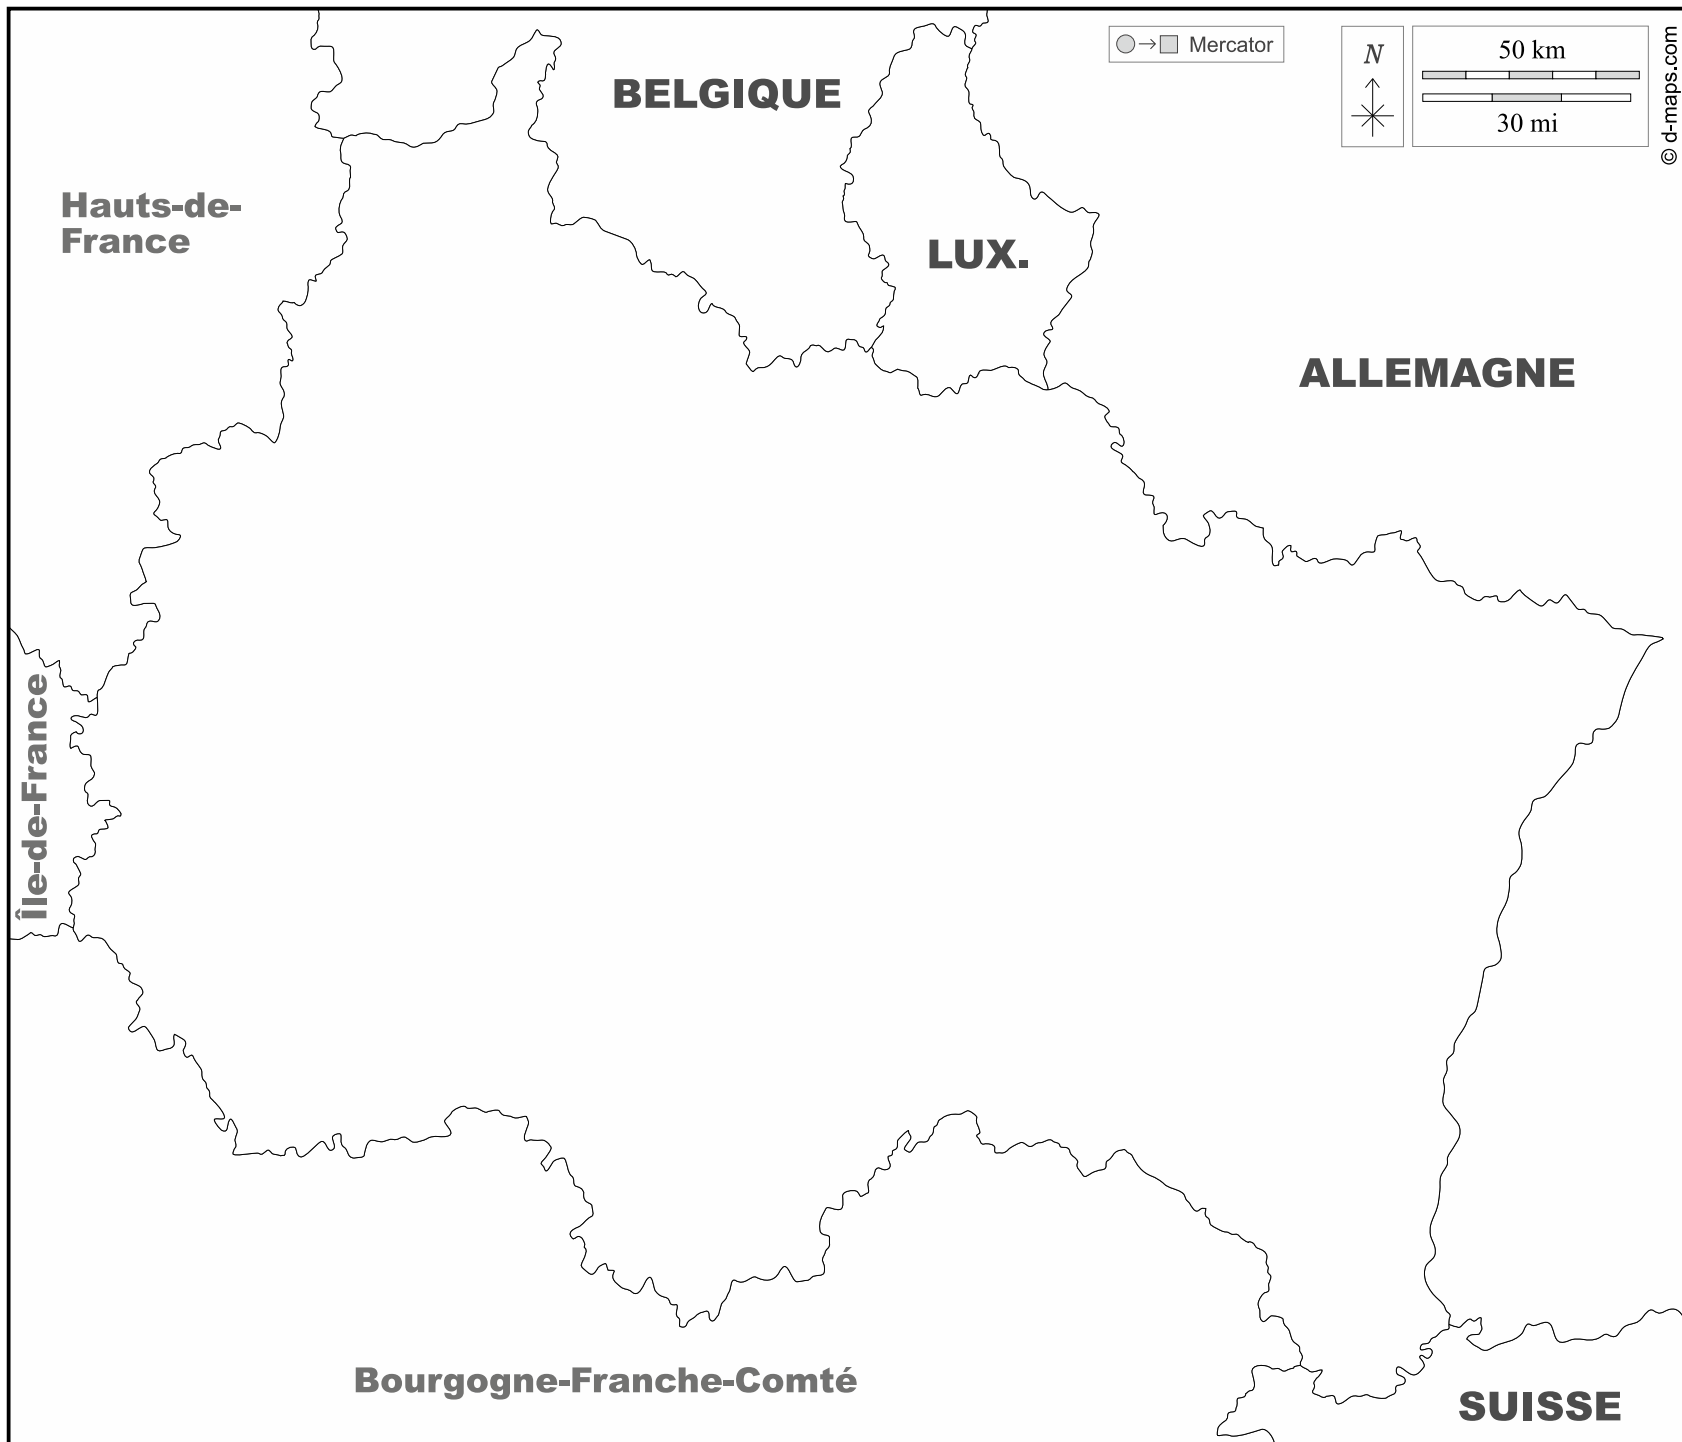 Mercator
N
50 km
30 mi
© d-maps.com
BELGIQUE
Hauts-de-
France
LUX.
ALLEMAGNE
Île-de-France
Bourgogne-Franche-Comté
SUISSE